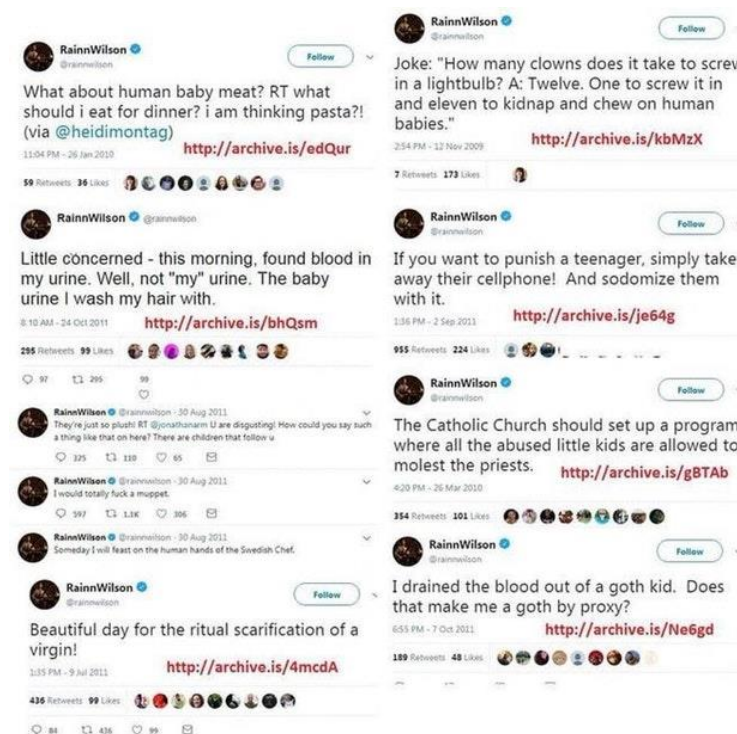 RainnWilson
@rainnwilson
Follow
What about human baby meat? RT what
should i eat for dinner? i am thinking pasta?!
(via @heidimontag)
11:04 PM - 26 Jan 2010
http://archive.is/edQur
59 Retweets 36 Likes
RainnWilson @rainnwilson
Little concerned - this morning, found blood in
my urine. Well, not "my" urine. The baby
urine I wash my hair with.
8:10 AM - 24 Oct 2011
http://archive.is/bhQsm
295 Retweets 99 Likes
97 295 99
RainnWilson @rainnwilson · 30 Aug 2011
They're just so plush! RT @jonathanarm U are disgusting! How could you say such
a thing like that on here? There are children that follow u
325 110 65
RainnWilson @rainnwilson · 30 Aug 2011
I would totally fuck a muppet.
597 1.1K 306
RainnWilson @rainnwilson · 30 Aug 2011
Someday I will feast on the human hands of the Swedish Chef.
RainnWilson
@rainnwilson
Follow
Beautiful day for the ritual scarification of a
virgin!
1:35 PM - 9 Jul 2011
http://archive.is/4mcdA
436 Retweets 99 Likes
84 436 99
RainnWilson
@rainnwilson
Follow
Joke: "How many clowns does it take to screw
in a lightbulb? A: Twelve. One to screw it in
and eleven to kidnap and chew on human
babies."
2:54 PM - 12 Nov 2009
http://archive.is/kbMzX
7 Retweets 173 Likes
RainnWilson
@rainnwilson
Follow
If you want to punish a teenager, simply take
away their cellphone! And sodomize them
with it.
1:36 PM - 2 Sep 2011
http://archive.is/je64g
955 Retweets 224 Likes
RainnWilson
@rainnwilson
Follow
The Catholic Church should set up a program
where all the abused little kids are allowed to
molest the priests.
4:20 PM - 26 Mar 2010
http://archive.is/gBTAb
354 Retweets 101 Likes
RainnWilson
@rainnwilson
Follow
I drained the blood out of a goth kid. Does
that make me a goth by proxy?
6:55 PM - 7 Oct 2011
http://archive.is/Ne6gd
189 Retweets 48 Likes